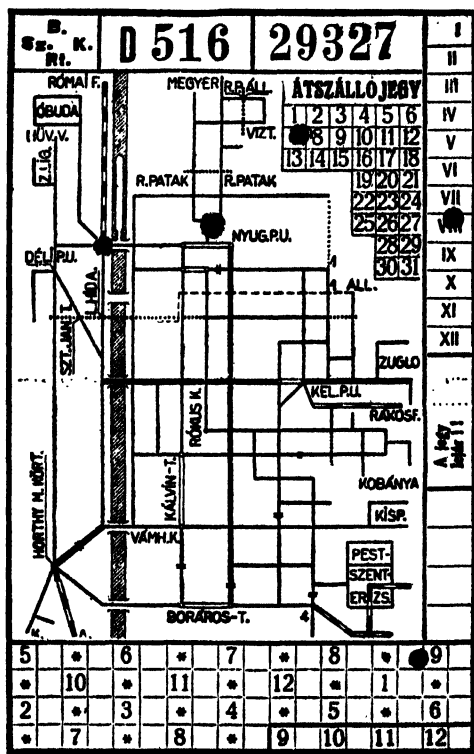 B.
Sz. K.
Rt.
D 516
29327
ÁTSZÁLLÓJEGY
1 2 3 4 5 6
8 9 10 11 12
13 14 15 16 17 18
19 20 21
22 23 24
25 26 27
28 29
30 31
I
II
III
IV
V
VI
VII
VIII
IX
X
XI
XII
A jegy
lejár ! !
RÓMAI F.
ÓBUDA
HŰV.V.
Z.LIG.
MEGYER
R.P.ÁLL.
VIZT.
R.PATAK
R.PATAK
NYUG.P.U.
DÉLI P.U.
L.HÍD A.
SZT.JÁN T.
Á. ÁLL.
ZUGLÓ
KEL.P.U.
RÁKOSF.
RÓKUS K.
KŐBÁNYA
KÁLVIN-T.
KISP.
HORTHY M. KÖRT.
VÁMH.K.
PEST-
SZENT-
ERZS.
BORÁROS-T.
4
K. A.
5 * 6 * 7 * 8 * 9
* 10 * 11 * 12 * 1 *
2 * 3 * 4 * 5 * 6
* 7 * 8 * 9 10 11 12